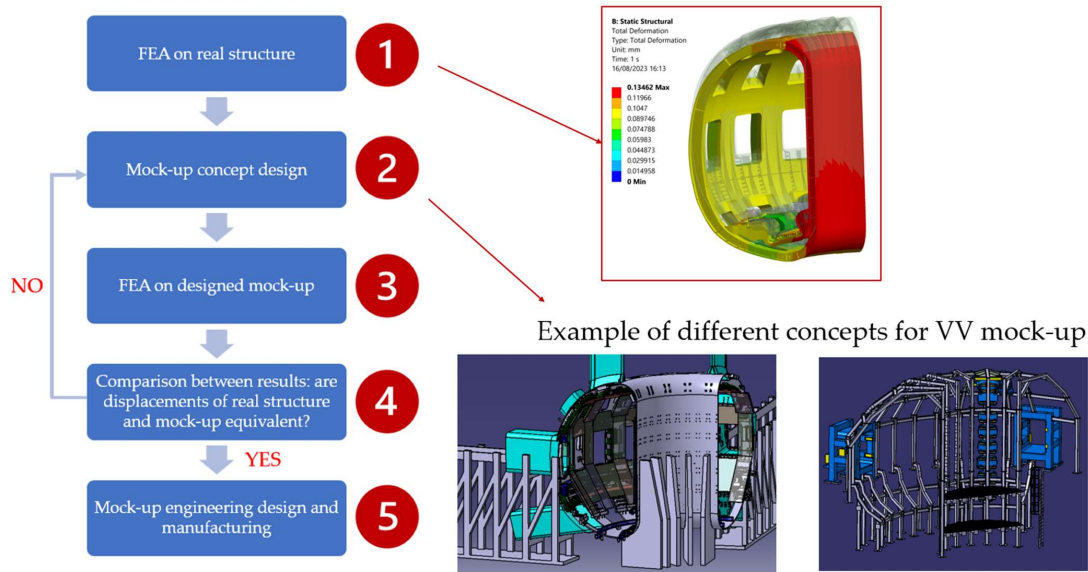 FEA on real structure
1
Mock-up concept design
2
FEA on designed mock-up
3
NO
Comparison between results: are
displacements of real structure
and mock-up equivalent?
4
YES
Mock-up engineering design and
manufacturing
5
B: Static Structural
Total Deformation
Type: Total Deformation
Unit: mm
Time: 1 s
16/08/2023 16:13
0.13462 Max
0.11966
0.1047
0.089746
0.074788
0.05983
0.044873
0.029915
0.014958
0 Min
Example of different concepts for VV mock-up